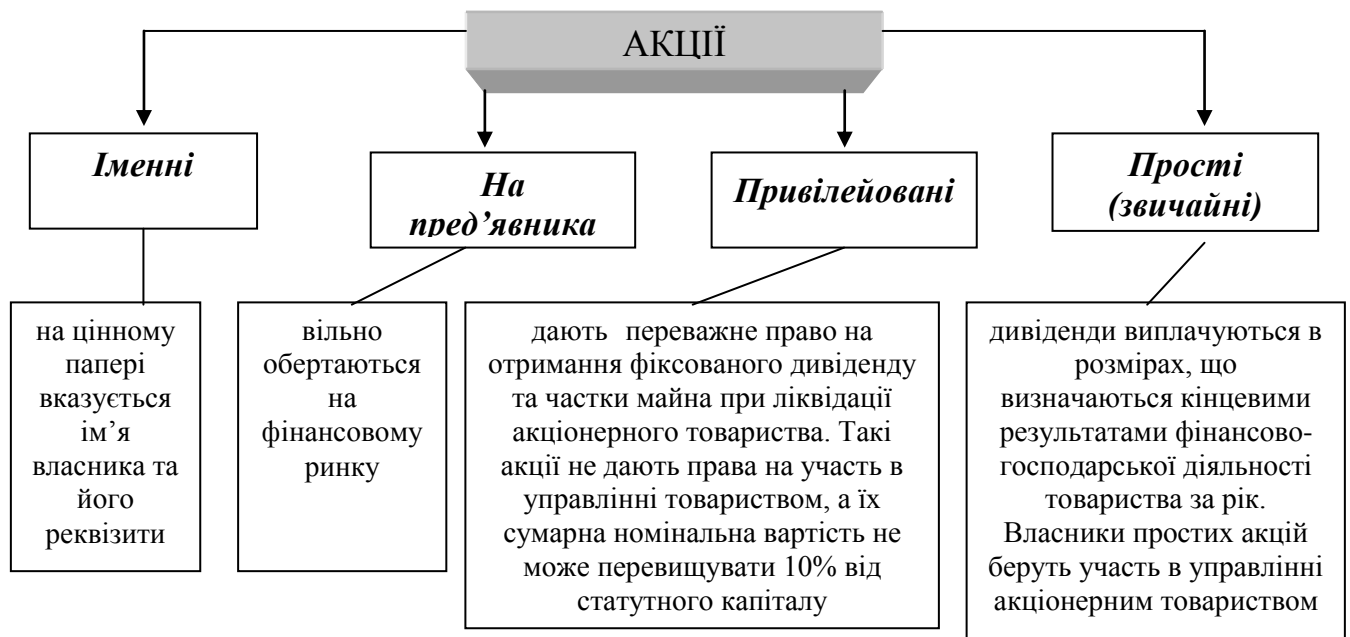 АКЦІЇ
Іменні
На
пред’явника
Привілейовані
Прості
(звичайні)
на цінному
папері
вказується
ім’я
власника та
його
реквізити
вільно
обертаються
на
фінансовому
ринку
дають переважне право на
отримання фіксованого дивіденду
та частки майна при ліквідації
акціонерного товариства. Такі
акції не дають права на участь в
управлінні товариством, а їх
сумарна номінальна вартість не
може перевищувати 10% від
статутного капіталу
дивіденди виплачуються в
розмірах, що
визначаються кінцевими
результатами фінансово-
господарської діяльності
товариства за рік.
Власники простих акцій
беруть участь в управлінні
акціонерним товариством